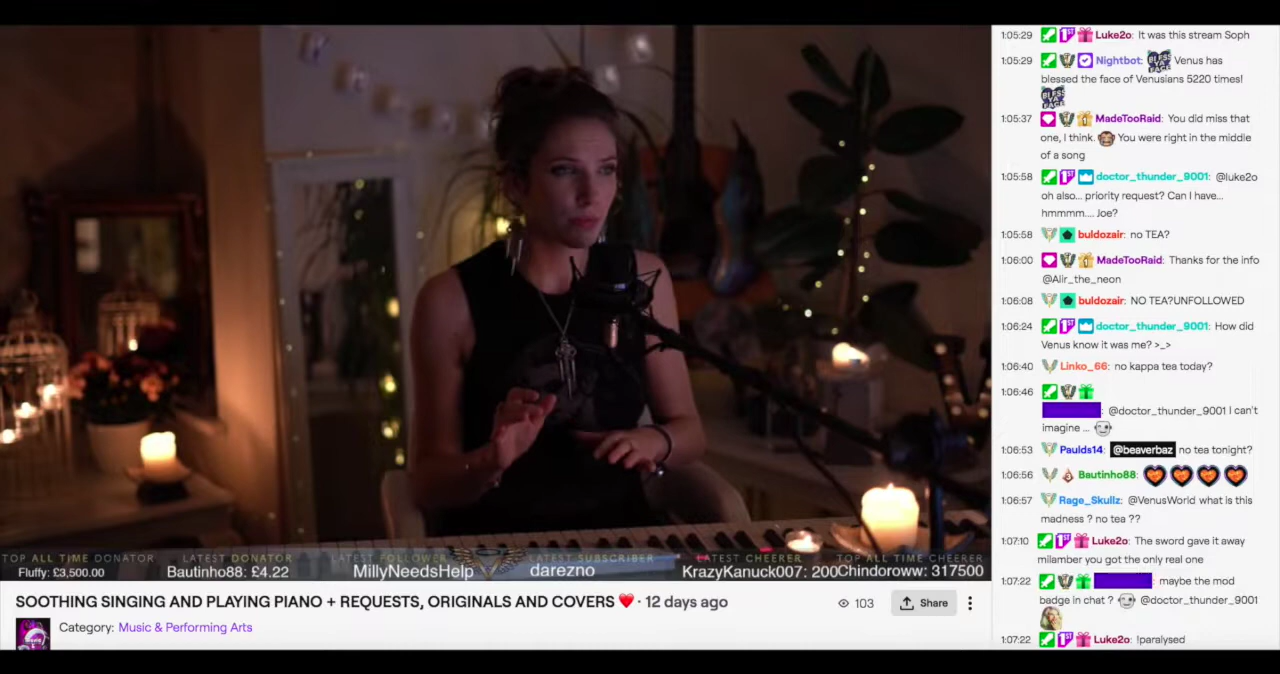 1:05:29 Luke2o: It was this stream Soph
1:05:29 Nightbot: BLESS YA FACE Venus has
blessed the face of Venusians 5220 times!
BLESS YA FACE
1:05:37 MadeTooRaid: You did miss that
one, I think. You were right in the middle
of a song
1:05:58 doctor_thunder_9001: @luke2o
oh also... priority request? Can I have...
hmmmm.... Joe?
1:05:58 buldozair: no TEA?
1:06:00 MadeTooRaid: Thanks for the info
@Alir_the_neon
1:06:08 buldozair: NO TEA?UNFOLLOWED
1:06:24 doctor_thunder_9001: How did
Venus know it was me? >_>
1:06:40 Linko_66: no kappa tea today?
1:06:46
: @doctor_thunder_9001 I can't
imagine ...
1:06:53 Paulds14: @beaverbaz no tea tonight?
1:06:56 Bautinho88:
1:06:57 Rage_Skullz: @VenusWorld what is this
madness ? no tea ??
1:07:10 Luke2o: The sword gave it away
milamber you got the only real one
1:07:22 maybe the mod
badge in chat ? @doctor_thunder_9001
1:07:22 Luke2o: !paralysed
TOP ALL TIME DONATOR
Fluffy: £3,500.00
LATEST DONATOR
Bautinho88: £4.22
LATEST FOLLOWER
MillyNeedsHelp
LATEST SUBSCRIBER
darezno
LATEST CHEERER
KrazyKanuck007: 200
TOP ALL TIME CHEERER
Chindoroww: 317500
SOOTHING SINGING AND PLAYING PIANO + REQUESTS, ORIGINALS AND COVERS ❤️ · 12 days ago
103
Share
Category: Music & Performing Arts